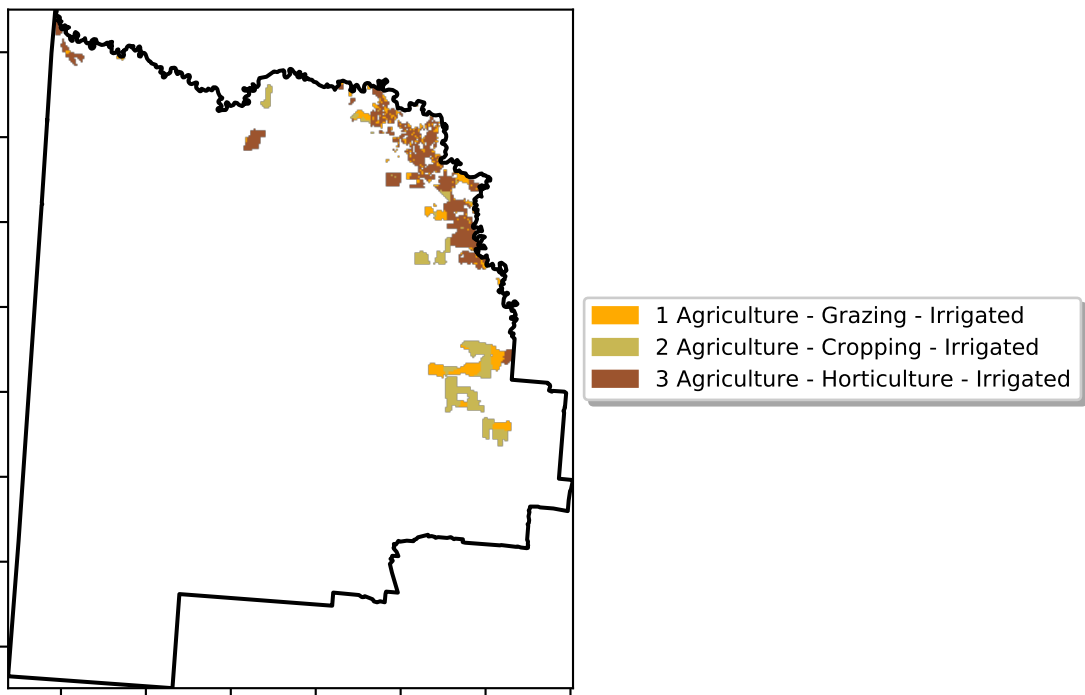 1 Agriculture - Grazing - Irrigated
2 Agriculture - Cropping - Irrigated
3 Agriculture - Horticulture - Irrigated